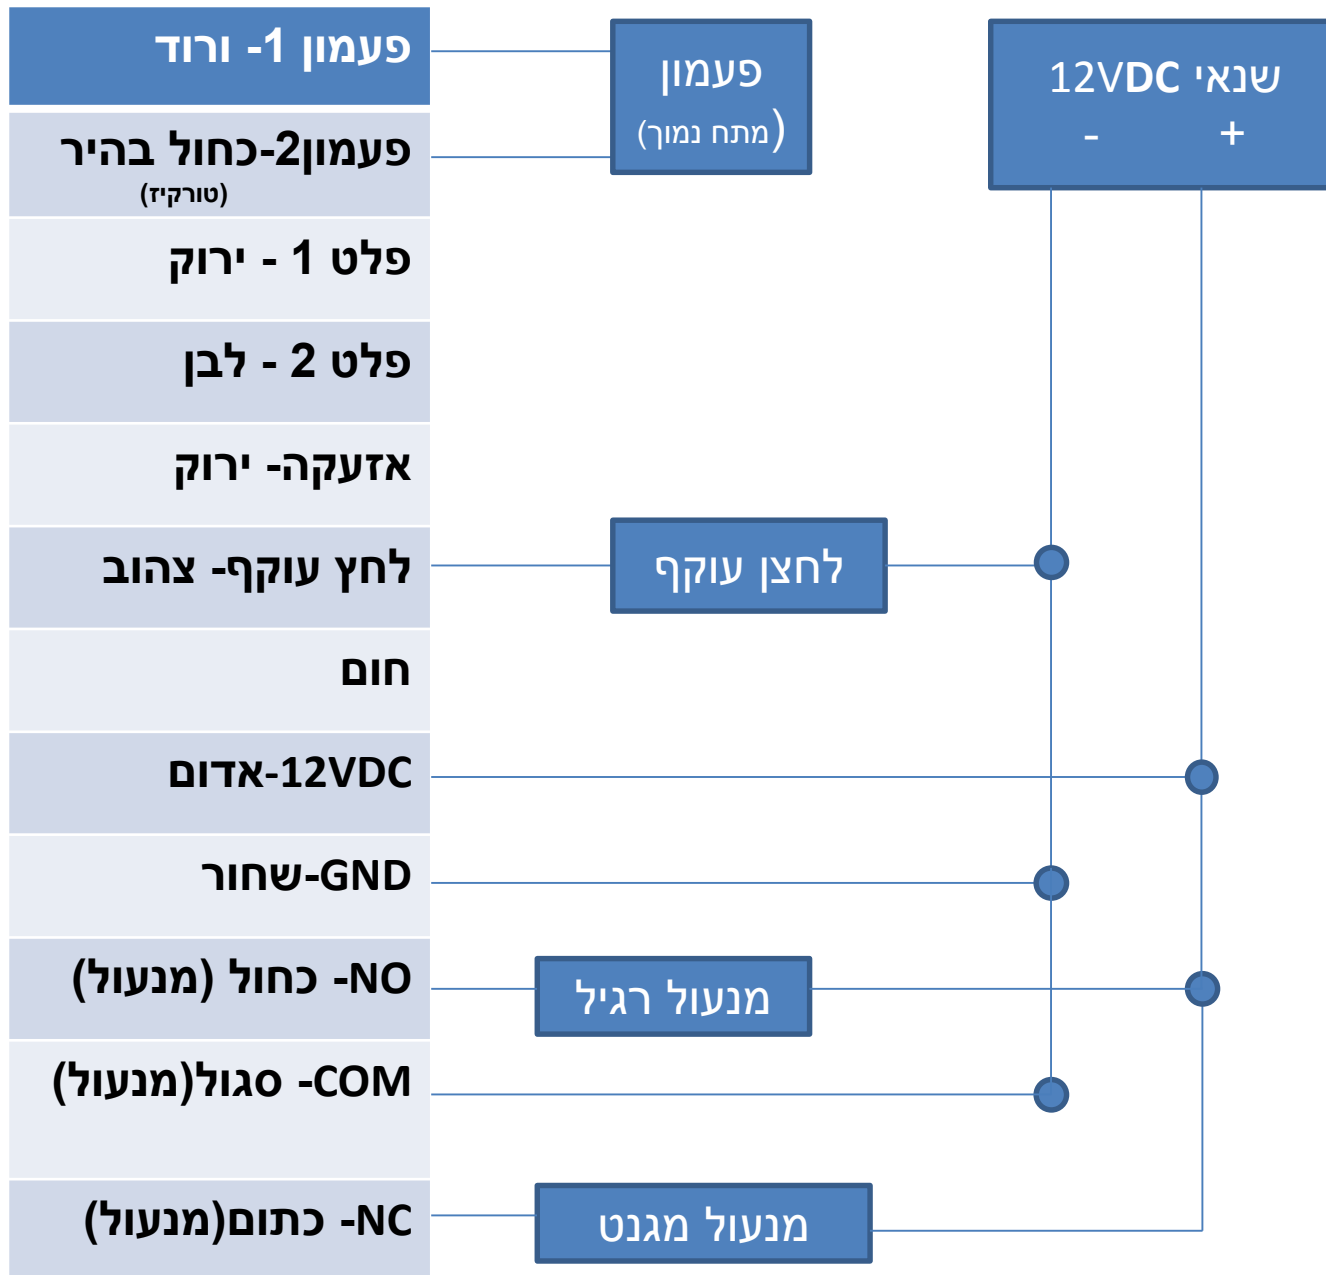 פעמון 1- ורוד
פעמון2-כחול בהיר
(טורקיז)
פלט 1 - ירוק
פלט 2 - לבן
אזעקה- ירוק
לחץ עוקף- צהוב
חום
12VDC-אדום
GND-שחור
NO- כחול (מנעול)
COM- סגול(מנעול)
NC- כתום(מנעול)
פעמון
(מתח נמוך)
לחצן עוקף
מנעול רגיל
מנעול מגנט
שנאי 12VDC
+ -